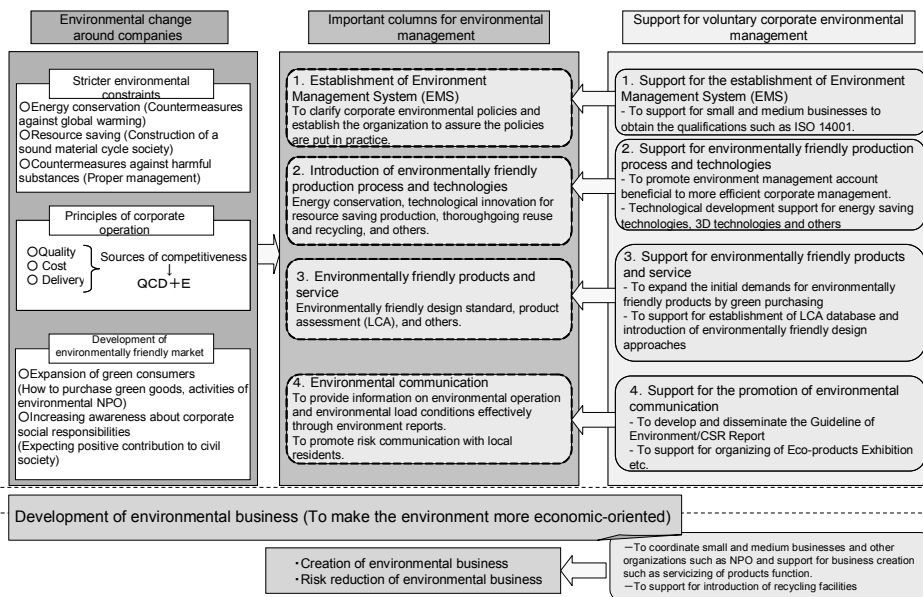 Environmental change
around companies
Stricter environmental
constraints
○Energy conservation (Countermeasures
against global warming)
○Resource saving (Construction of a
sound material cycle society)
○Countermeasures against harmful
substances (Proper management)
Principles of corporate
operation
○Quality
○ Cost
○ Delivery
Sources of competitiveness
↓
QCD＋E
Development of
environmentally friendly market
○Expansion of green consumers
(How to purchase green goods, activities of
environmental NPO)
○Increasing awareness about corporate
social responsibilities
(Expecting positive contribution to civil
society)
Important columns for environmental
management
1. Establishment of Environment
Management System (EMS)
To clarify corporate environmental policies and
establish the organization to assure the policies
are put in practice.
2. Introduction of environmentally friendly
production process and technologies
Energy conservation, technological innovation for
resource saving production, thoroughgoing reuse
and recycling, and others.
3. Environmentally friendly products and
service
Environmentally friendly design standard, product
assessment (LCA), and others.
4. Environmental communication
To provide information on environmental operation
and environmental load conditions effectively
through environment reports.
To promote risk communication with local
residents.
Support for voluntary corporate environmental
management
1. Support for the establishment of Environment
Management System (EMS)
- To support for small and medium businesses to
obtain the qualifications such as ISO 14001.
2. Support for environmentally friendly production
process and technologies
- To promote environment management account
beneficial to more efficient corporate management.
- Technological development support for energy saving
technologies, 3D technologies and others
3. Support for environmentally friendly products
and service
- To expand the initial demands for environmentally
friendly products by green purchasing
- To support for establishment of LCA database and
introduction of environmentally friendly design
approaches
4. Support for the promotion of environmental
communication
- To develop and disseminate the Guideline of
Environment/CSR Report
- To support for organizing of Eco-products Exhibition
etc.
Development of environmental business (To make the environment more economic-oriented)
・Creation of environmental business
・Risk reduction of environmental business
－To coordinate small and medium businesses and other
organizations such as NPO and support for business creation
such as servicizing of products function.
－To support for introduction of recycling facilities